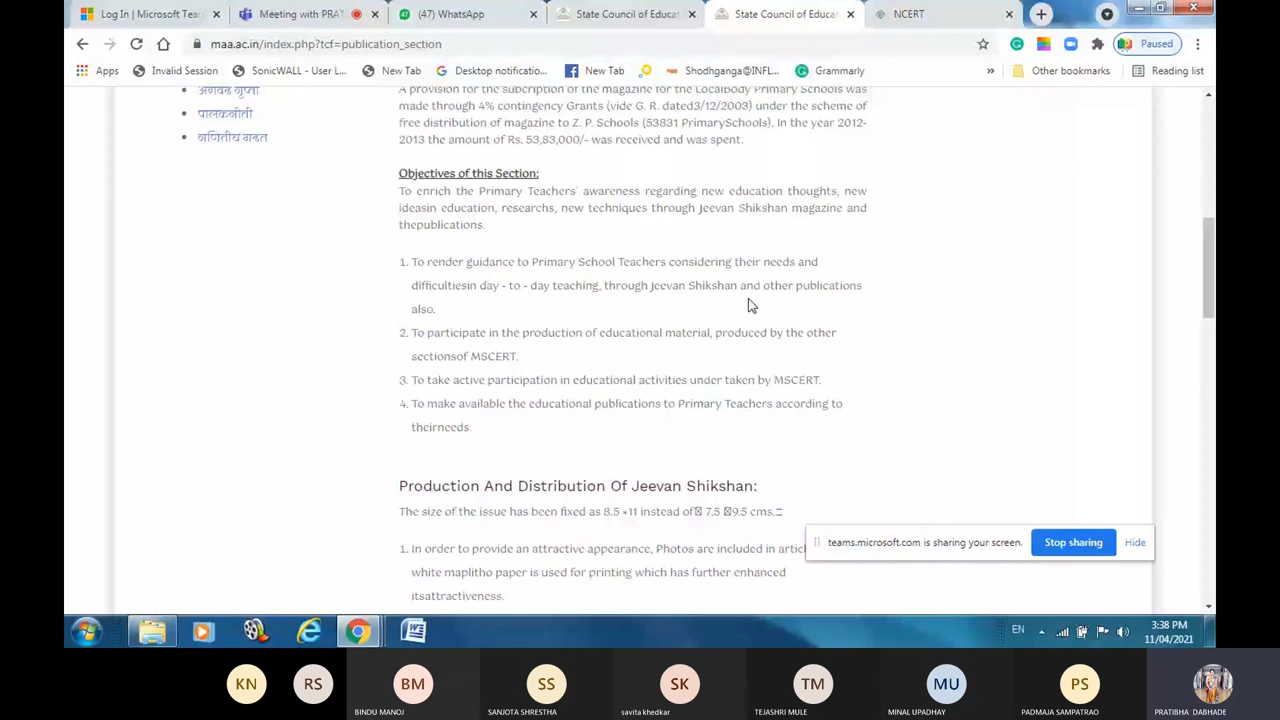 Log In | Microsoft Team
Meeting with PRAT
(47) WhatsApp
State Council of Educat
State Council of Educat
NCERT
maa.ac.in/index.php?tcf=publication_section
Paused
Apps
Invalid Session
SonicWALL - User L...
New Tab
Desktop notificatio...
New Tab
Shodhganga@INFL...
Grammarly
»
Other bookmarks
Reading list
पालकनीती
गणितीय गंमत
A provision for the subcription of the magazine for the LocalBody Primary Schools was
made through 4% contingency Grants (vide G. R. dated3/12/2003) under the scheme of
free distribution of magazine to Z. P. Schools (53831 PrimarySchools). In the year 2012-
2013 the amount of Rs. 53,83,000/- was received and was spent.
Objectives of this Section:
To enrich the Primary Teachers' awareness regarding new education thoughts, new
ideasin education, researchs, new techniques through Jeevan Shikshan magazine and
thepublications.
1. To render guidance to Primary School Teachers considering their needs and
difficultiesin day - to - day teaching, through Jeevan Shikshan and other publications
also.
2. To participate in the production of educational material, produced by the other
sectionsof MSCERT.
3. To take active participation in educational activities under taken by MSCERT.
4. To make available the educational publications to Primary Teachers according to
theirneeds.
Production And Distribution Of Jeevan Shikshan:
The size of the issue has been fixed as 8.5 *11 instead of 7.5 9.5 cms.
1. In order to provide an attractive appearance, Photos are included in artic
white maplitho paper is used for printing which has further enhanced
itsattractiveness.
teams.microsoft.com is sharing your screen.
Stop sharing
Hide
EN
3:38 PM
11/04/2021
KN
RS
BM
SS
SK
TM
MU
PS
BINDU MANOJ
SANJOTA SHRESTHA
savita khedkar
TEJASHRI MULE
MINAL UPADHAY
PADMAJA SAMPATRAO
PRATIBHA DABHADE